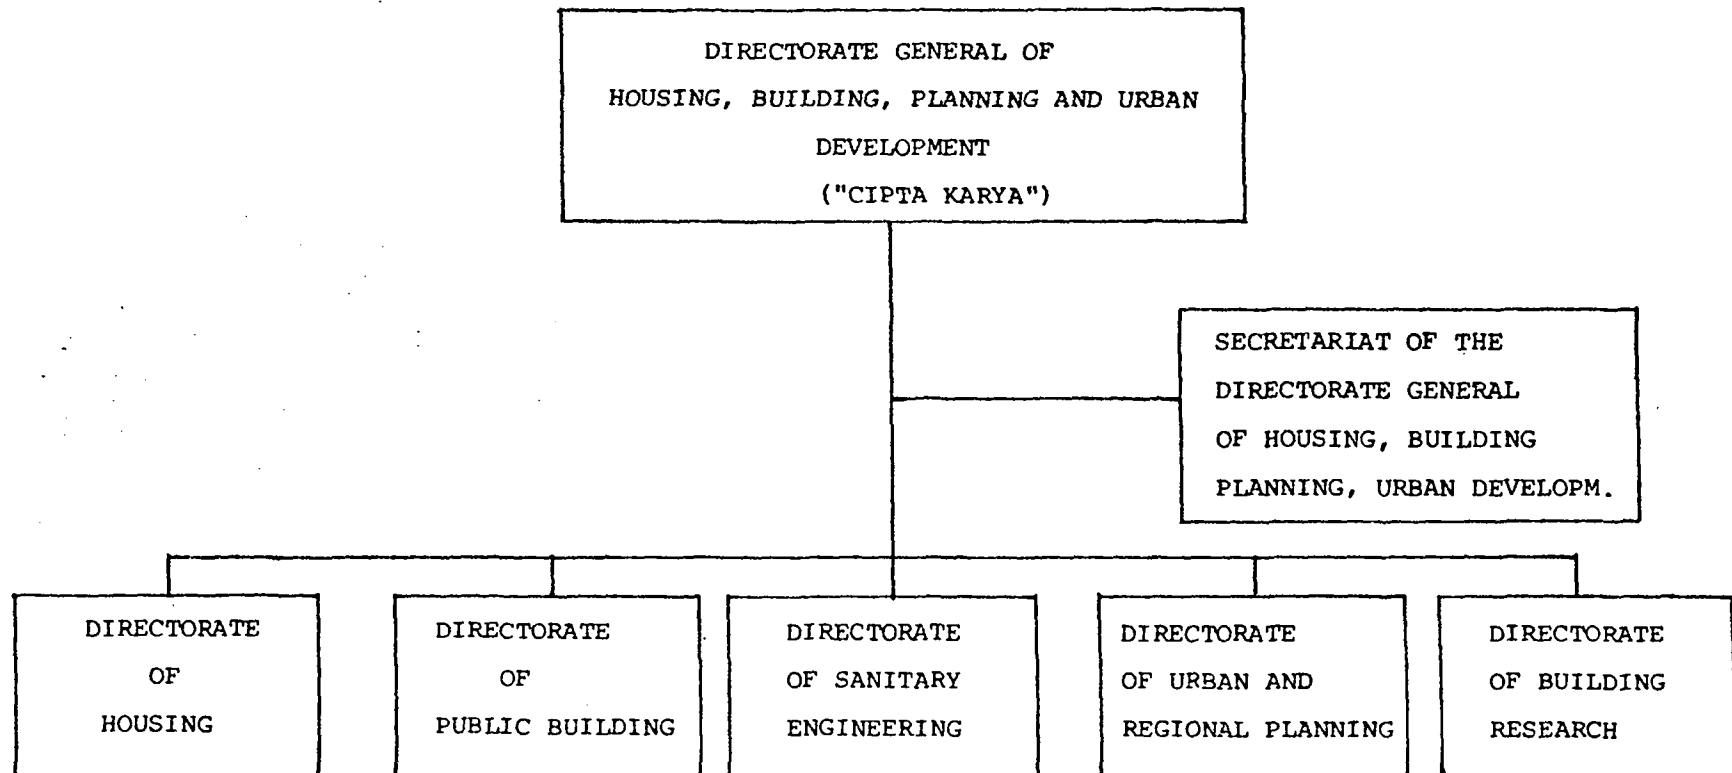 DIRECTORATE GENERAL OF
HOUSING, BUILDING, PLANNING AND URBAN
DEVELOPMENT
("CIPTA KARYA")
SECRETARIAT OF THE
DIRECTORATE GENERAL
OF HOUSING, BUILDING
PLANNING, URBAN DEVELOPM.
DIRECTORATE
OF
HOUSING
DIRECTORATE
OF
PUBLIC BUILDING
DIRECTORATE
OF SANITARY
ENGINEERING
DIRECTORATE
OF URBAN AND
REGIONAL PLANNING
DIRECTORATE
OF BUILDING
RESEARCH